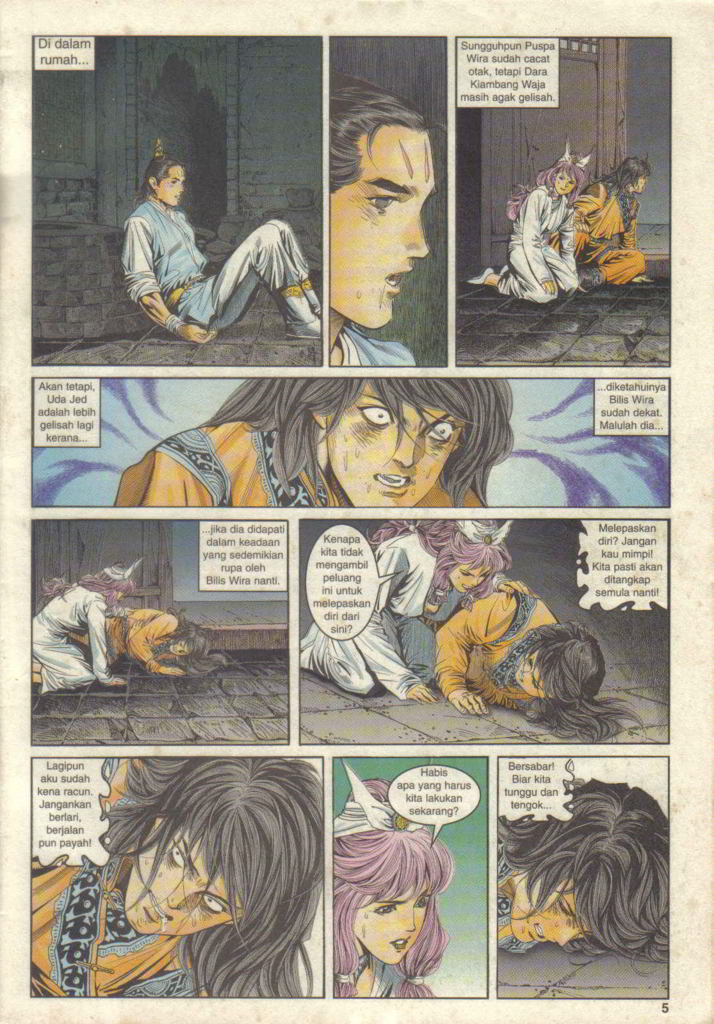 Di dalam
rumah...
Sungguhpun Puspa
Wira sudah cacat
otak, tetapi Dara
Kiambang Waja
masih agak gelisah.
Akan tetapi,
Uda Jed
adalah lebih
gelisah lagi
kerana...
...diketahuinya
Bilis Wira
sudah dekat.
Malulah dia...
...jika dia didapati
dalam keadaan
yang sedemikian
rupa oleh
Bilis Wira nanti.
Kenapa
kita tidak
mengambil
peluang
ini untuk
melepaskan
diri dari
sini?
Melepaskan
diri? Jangan
kau mimpi!
Kita pasti akan
ditangkap
semula nanti!
Lagipun
aku sudah
kena racun.
Jangankan
berlari,
berjalan
pun payah!
Habis
apa yang harus
kita lakukan
sekarang?
Bersabar!
Biar kita
tunggu dan
tengok...
5